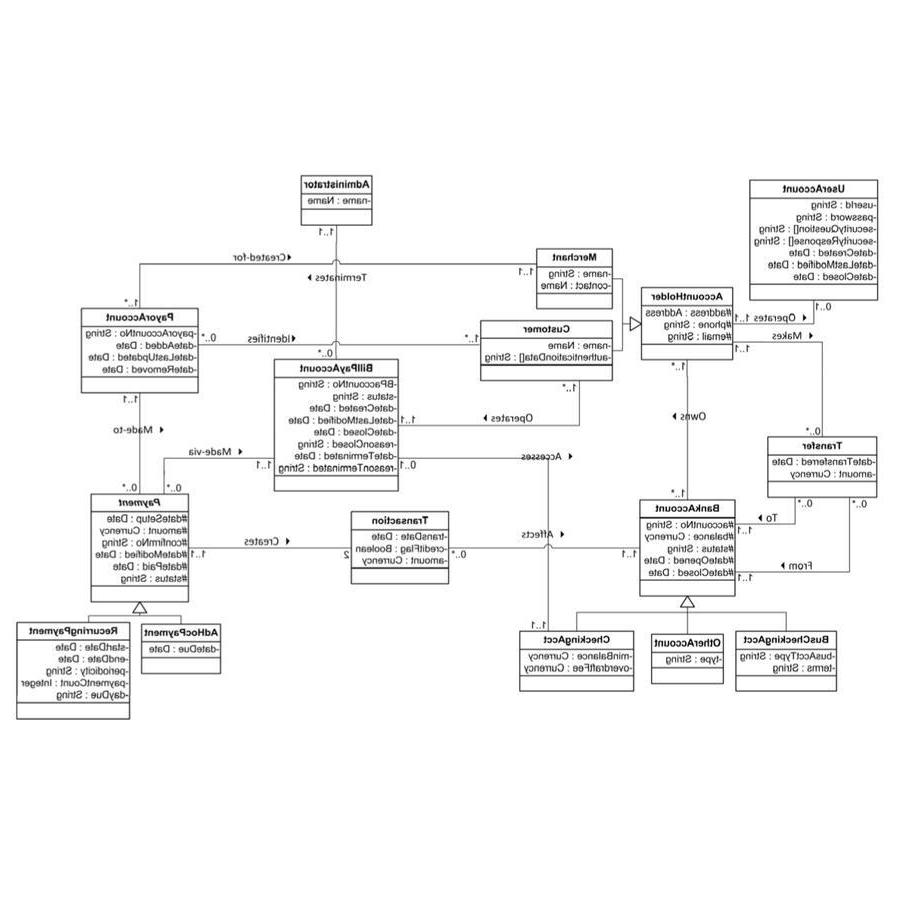 UserAccount
-userId : String
-password : String
-securityQuestion[] : String
-securityResponse[] : String
-dateCreated : Date
-dateLastModified : Date
-dateClosed : Date
0..1
Operates
1..1
Makes
1..1
AccountHolder
#address : Address
#phone : String
#email : String
1..*
Merchant
-name : String
-contact : Name
1..1
Customer
-name : Name
-authenticationData[] : String
1..*
1..*
Administrator
-name : Name
1..1
Created-for
Terminates
1..*
PayorAccount
-payorAccountNo : String
-dateAdded : Date
-dateLastUpdated : Date
-dateRemoved : Date
0..*
Identifies
1..1
0..*
BillPayAccount
-BPaccountNo : String
-status : String
-dateCreated : Date
-dateLastModified : Date
-dateClosed : Date
-reasonClosed : String
-dateTerminated : Date
-reasonTerminated : String
1..1
Operates
0..1
Accesses
1..1
Owns
1..*
0..*
Transfer
-dateTransferred : Date
-amount : Currency
0..*
0..*
To
1..1
From
1..1
BankAccount
#accountNo : String
#balance : Currency
#status : String
#dateOpened : Date
#dateClosed : Date
1..1
Affects
0..*
Transaction
-transDate : Date
-creditFlag : Boolean
-amount : Currency
2
Creates
1..1
Made-to
Made-via
1..1
0..*
0..*
Payment
#dateSetup : Date
#amount : Currency
#confirmNo : String
#dateModified : Date
#datePaid : Date
#status : String
BusCheckingAcct
-busAcctType : String
-terms : String
OtherAccount
-type : String
CheckingAcct
-minBalance : Currency
-overdraftFee : Currency
1..1
AdHocPayment
-dateDue : Date
RecurringPayment
-startDate : Date
-endDate : Date
-periodicity : String
-paymentCount : Integer
-dayDue : String